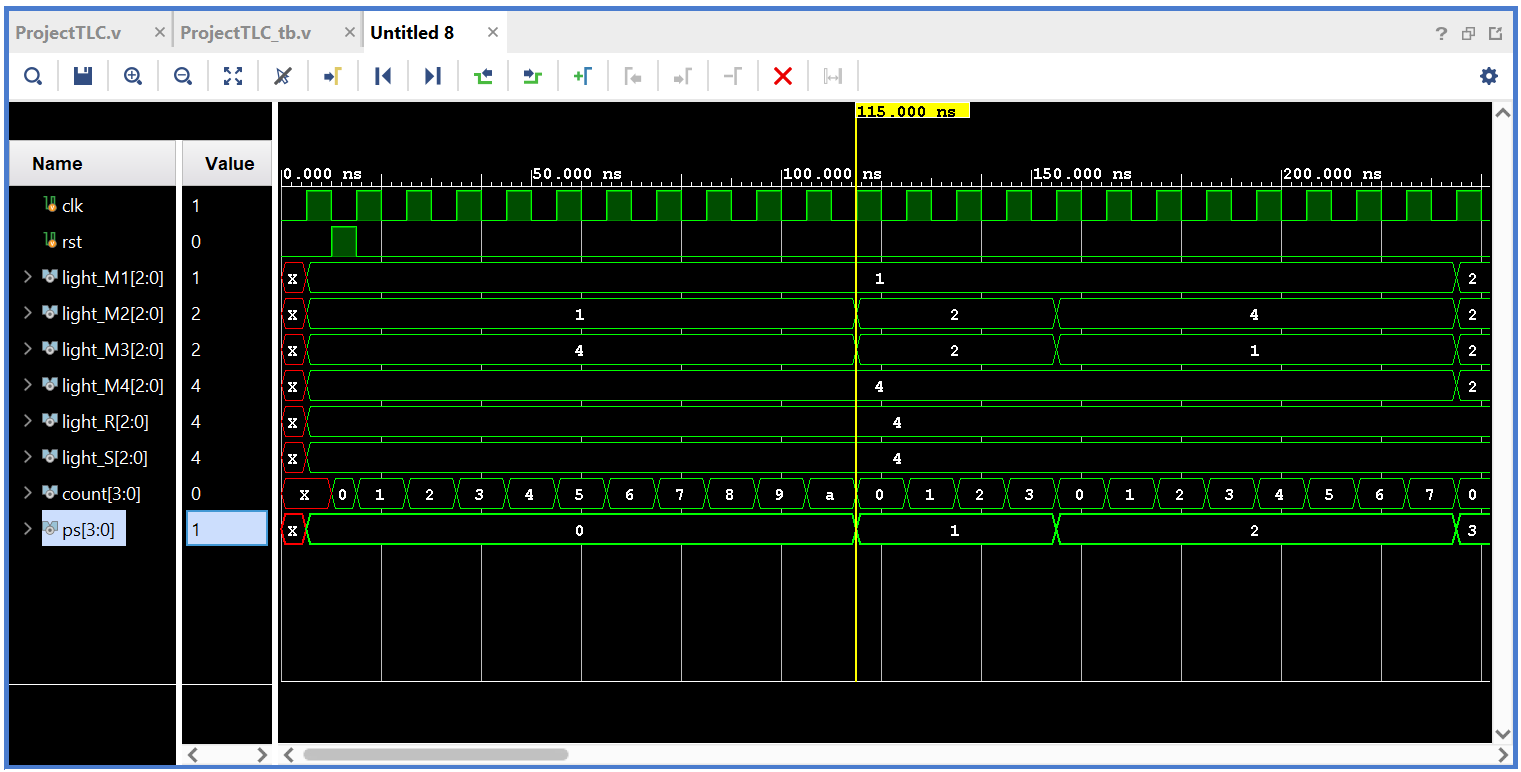 ProjectTLC.v × ProjectTLC_tb.v × Untitled 8 ×
?
115.000 ns
Name Value
0.000 ns 50.000 ns 100.000 ns 150.000 ns 200.000 ns
clk 1
rst 0
light_M1[2:0] 1 X 1 2
light_M2[2:0] 2 X 1 2 4 2
light_M3[2:0] 2 X 4 2 1 2
light_M4[2:0] 4 X 4 2
light_R[2:0] 4 X 4
light_S[2:0] 4 X 4
count[3:0] 0 X 0 1 2 3 4 5 6 7 8 9 a 0 1 2 3 0 1 2 3 4 5 6 7 0
ps[3:0] 1 X 0 1 2 3